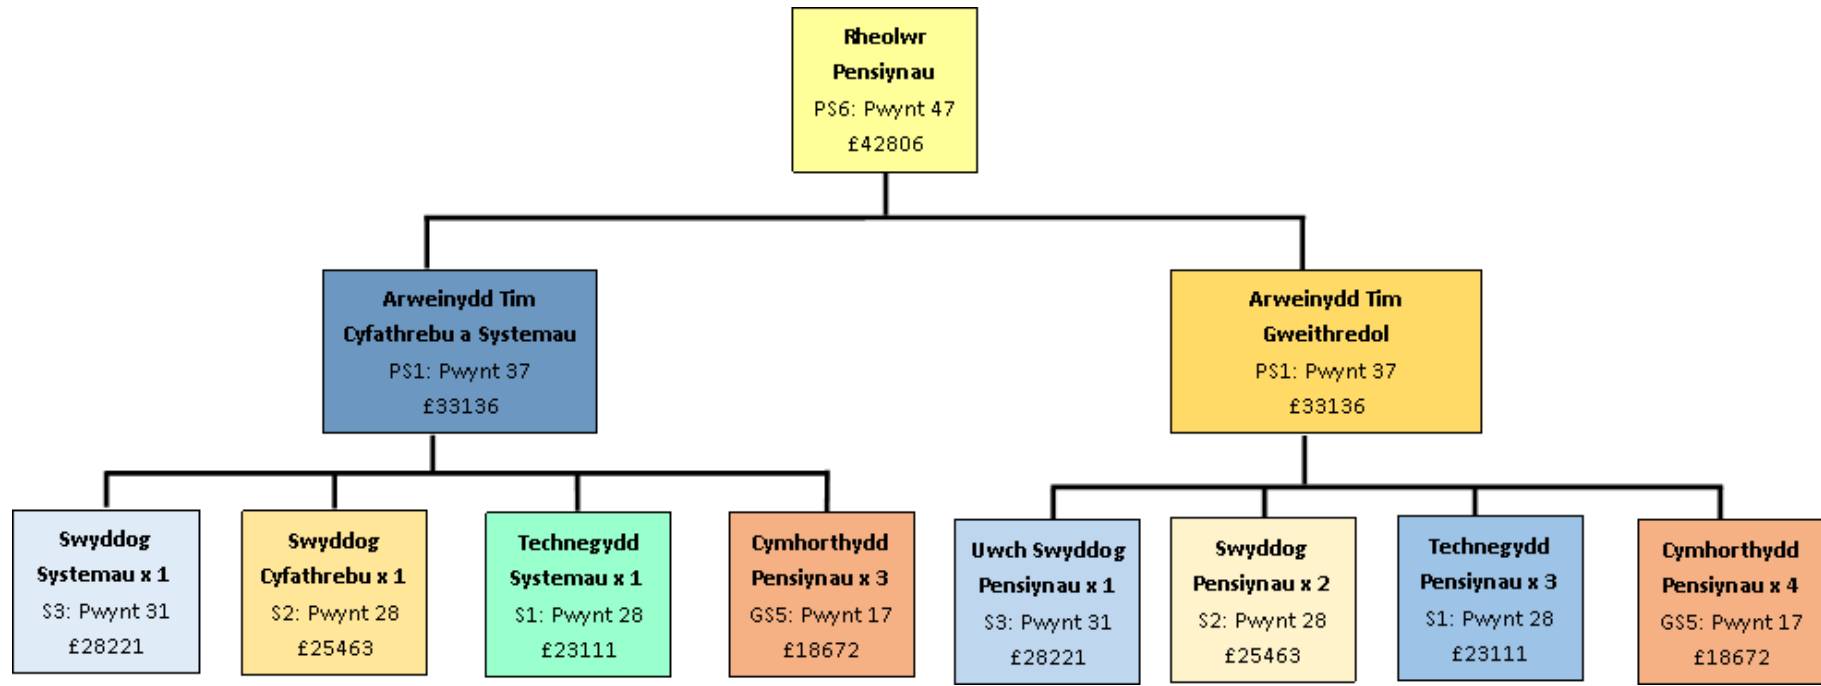 Rheolwr
Pensiynau
PS6: Pwynt 47
£42806
Arweinydd Tim
Cyfathrebu a Systemau
PS1: Pwynt 37
£33136
Arweinydd Tim
Gweithredol
PS1: Pwynt 37
£33136
Swyddog
Systemau x 1
S3: Pwynt 31
£28221
Swyddog
Cyfathrebu x 1
S2: Pwynt 28
£25463
Technegydd
Systemau x 1
S1: Pwynt 28
£23111
Cymhorthydd
Pensiynau x 3
GS5: Pwynt 17
£18672
Uwch Swyddog
Pensiynau x 1
S3: Pwynt 31
£28221
Swyddog
Pensiynau x 2
S2: Pwynt 28
£25463
Technegydd
Pensiynau x 3
S1: Pwynt 28
£23111
Cymhorthydd
Pensiynau x 4
GS5: Pwynt 17
£18672